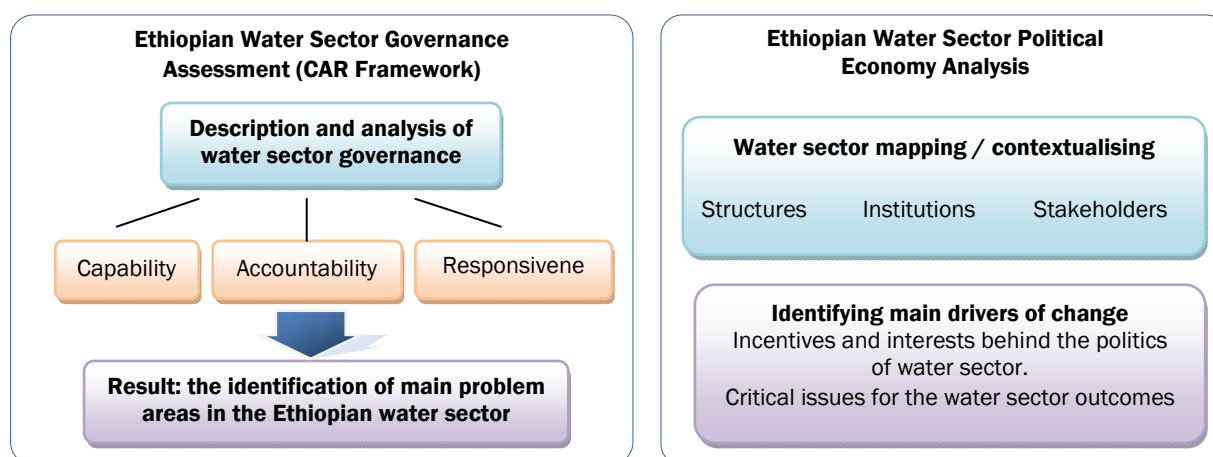 Ethiopian Water Sector Governance
Assessment (CAR Framework)
Description and analysis of
water sector governance
Capability
Accountability
Responsivene
Result: the identification of main problem
areas in the Ethiopian water sector
Ethiopian Water Sector Political
Economy Analysis
Water sector mapping / contextualising
Structures
Institutions
Stakeholders
Identifying main drivers of change
Incentives and interests behind the politics
of water sector.
Critical issues for the water sector outcomes